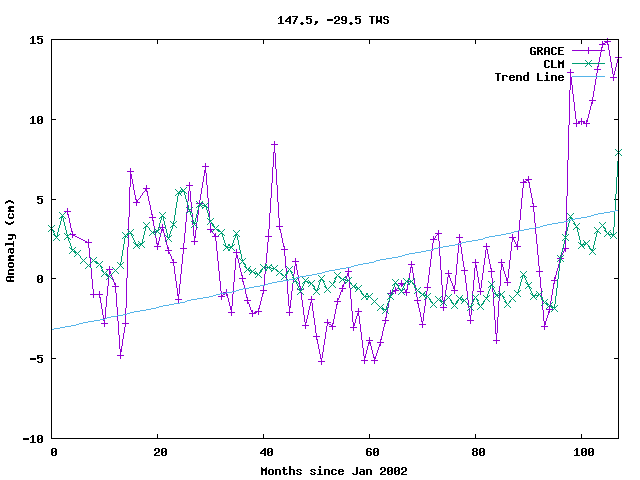 147.5, -29.5 TWS
GRACE
CLM
Trend Line
15
10
5
0
-5
-10
Anomaly (cm)
0 20 40 60 80 100
Months since Jan 2002